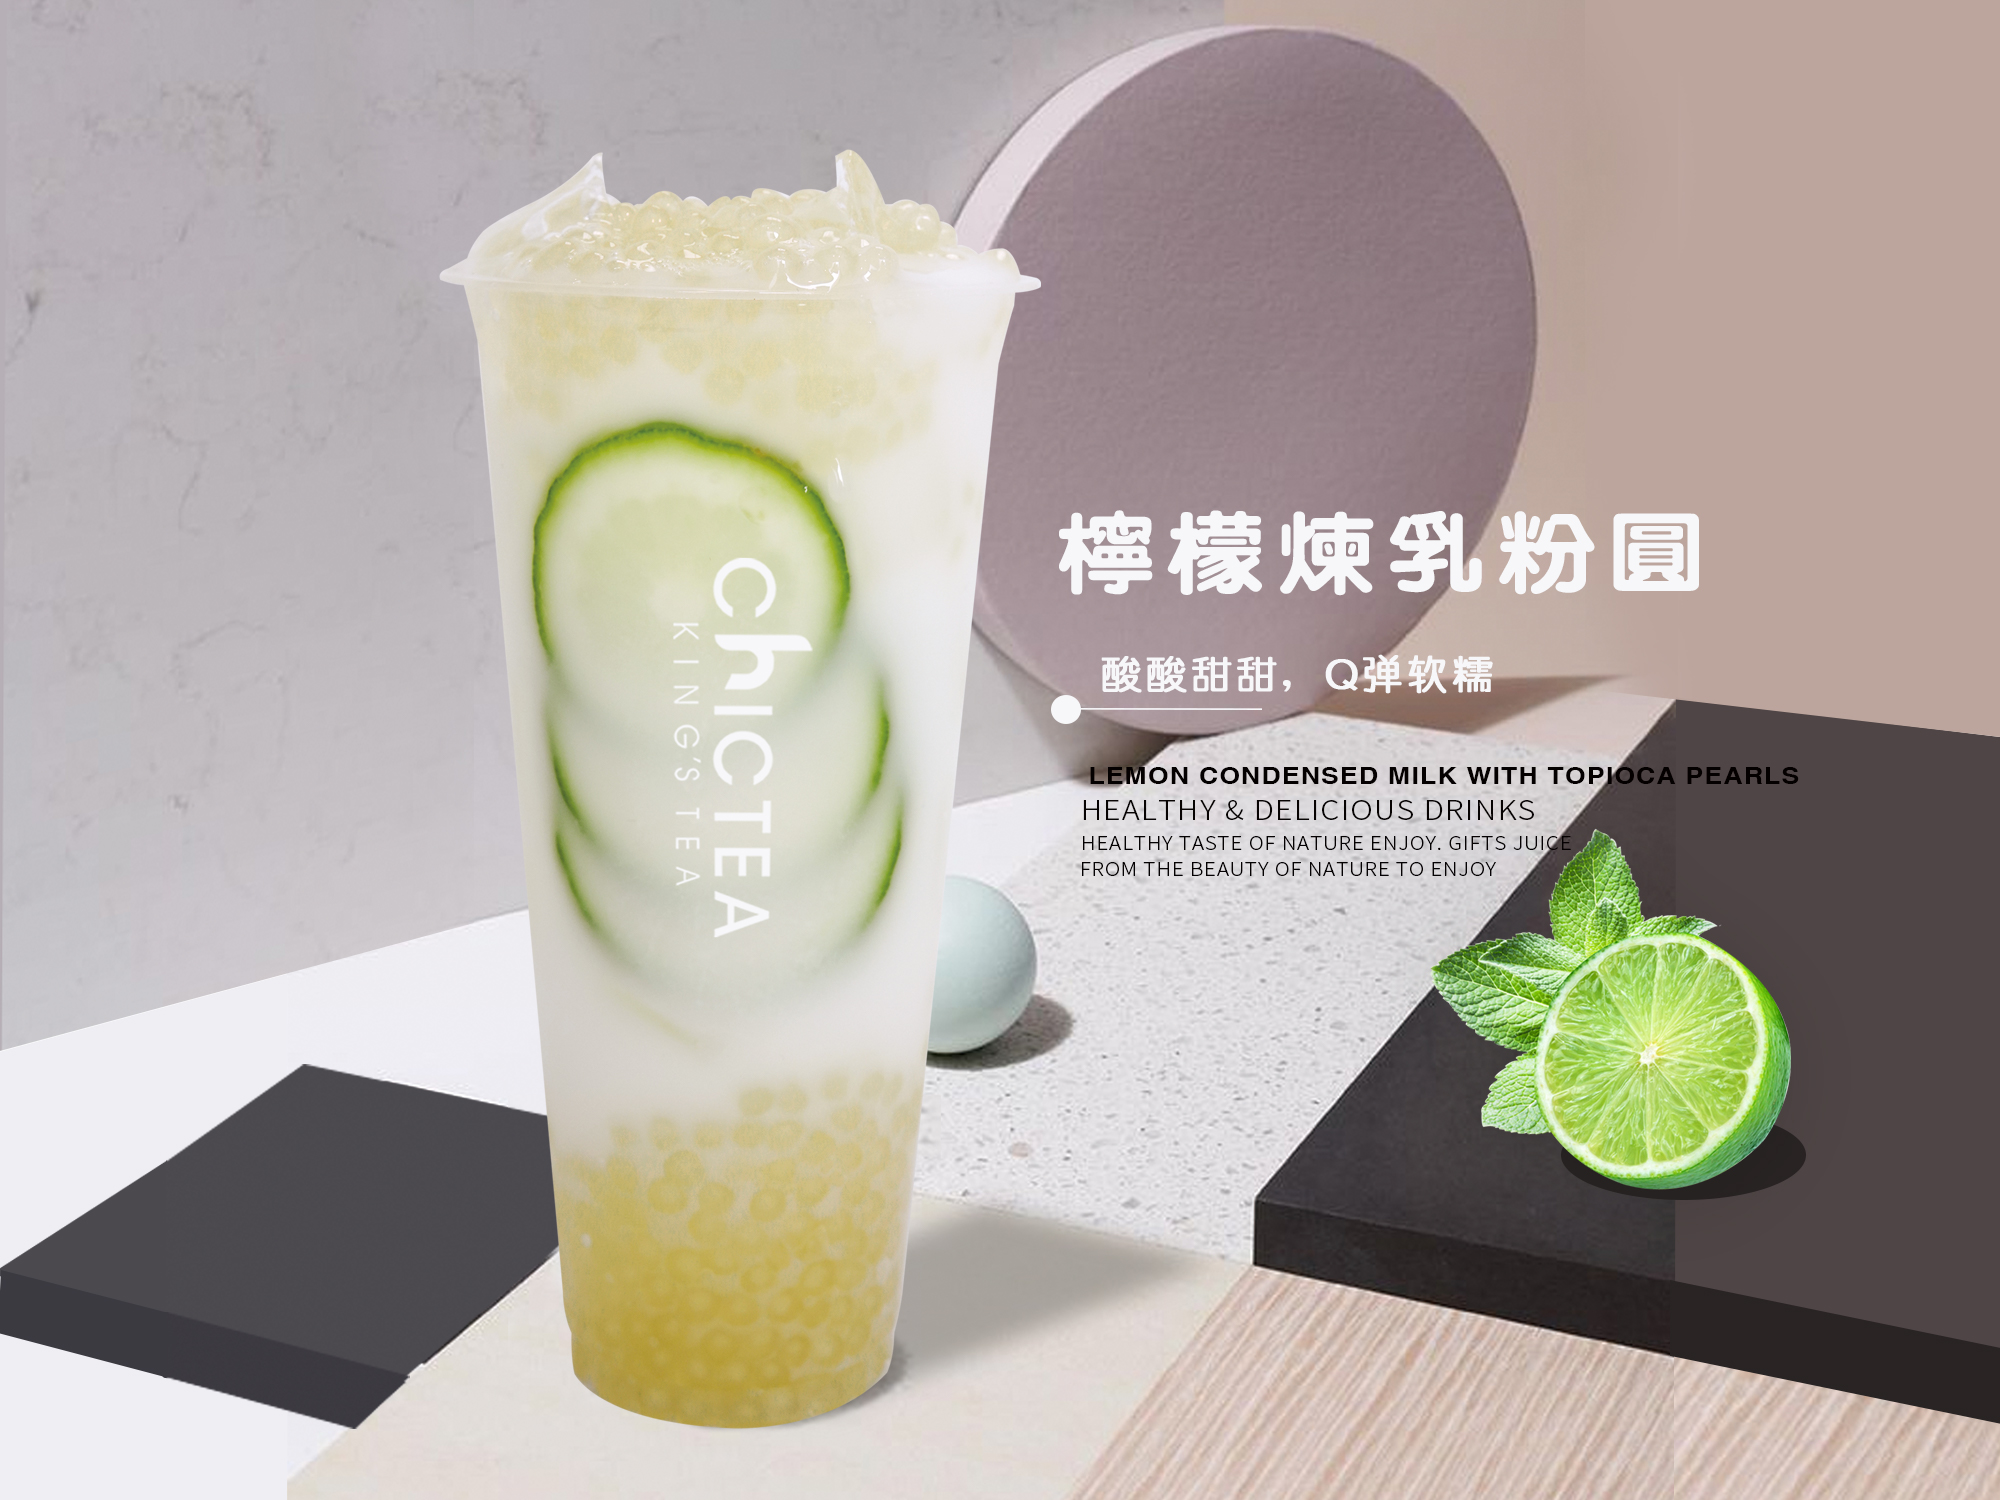 chICTEA
KING'S TEA
檸檬煉乳粉圓
酸酸甜甜，Q弹软糯
LEMON CONDENSED MILK WITH TOPIOCA PEARLS
HEALTHY & DELICIOUS DRINKS
HEALTHY TASTE OF NATURE ENJOY. GIFTS JUICE
FROM THE BEAUTY OF NATURE TO ENJOY